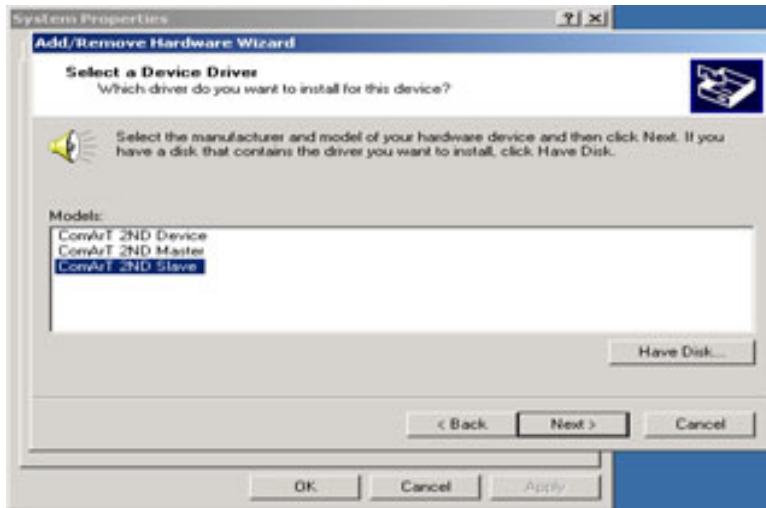 System Properties
Add/Remove Hardware Wizard
Select a Device Driver
Which driver do you want to install for this device?
Select the manufacturer and model of your hardware device and then click Next. If you
have a disk that contains the driver you want to install, click Have Disk.
Models:
ComArT 2ND Device
ComArT 2ND Master
ComArT 2ND Slave
Have Disk...
< Back
Next >
Cancel
OK
Cancel
Apply